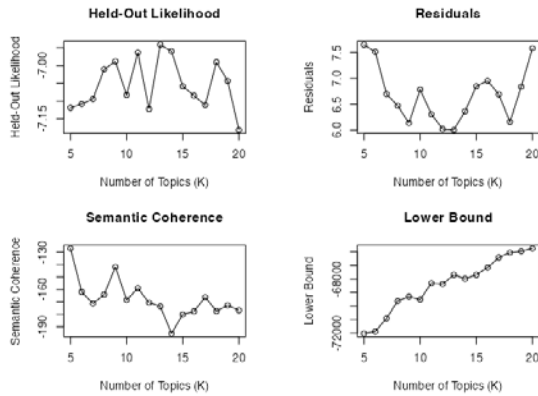 Held-Out Likelihood
Held-Out Likelihood
-7.00
-7.15
5 10 15 20
Number of Topics (K)
Residuals
Residuals
7.5
7.0
6.5
6.0
5 10 15 20
Number of Topics (K)
Semantic Coherence
Semantic Coherence
-130
-160
-190
5 10 15 20
Number of Topics (K)
Lower Bound
Lower Bound
-68000
-72000
5 10 15 20
Number of Topics (K)